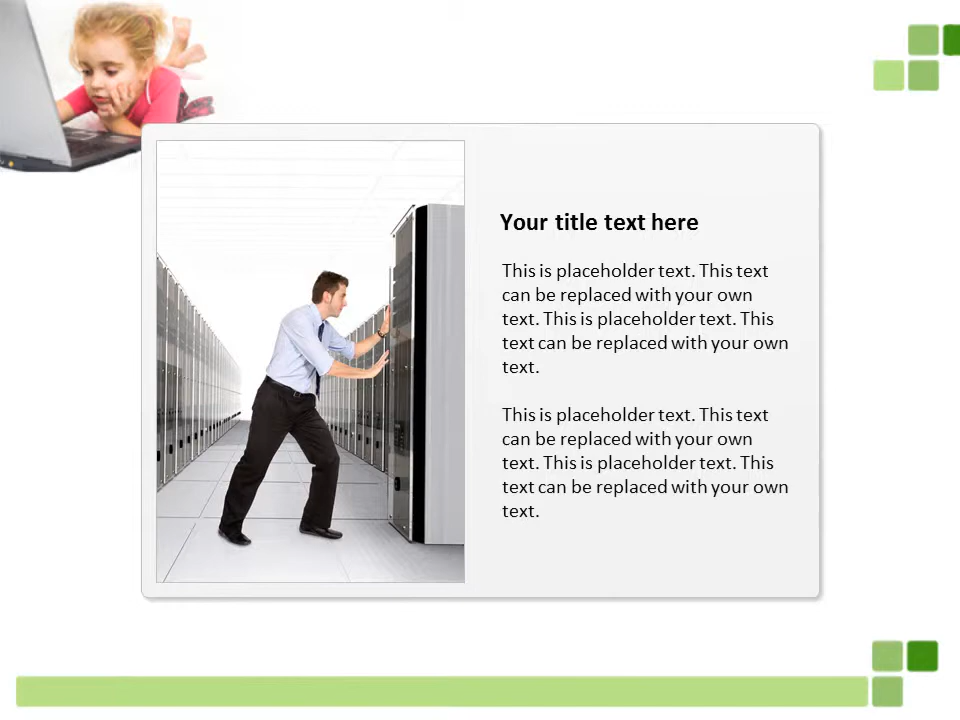 Your title text here
This is placeholder text. This text
can be replaced with your own
text. This is placeholder text. This
text can be replaced with your own
text.
This is placeholder text. This text
can be replaced with your own
text. This is placeholder text. This
text can be replaced with your own
text.